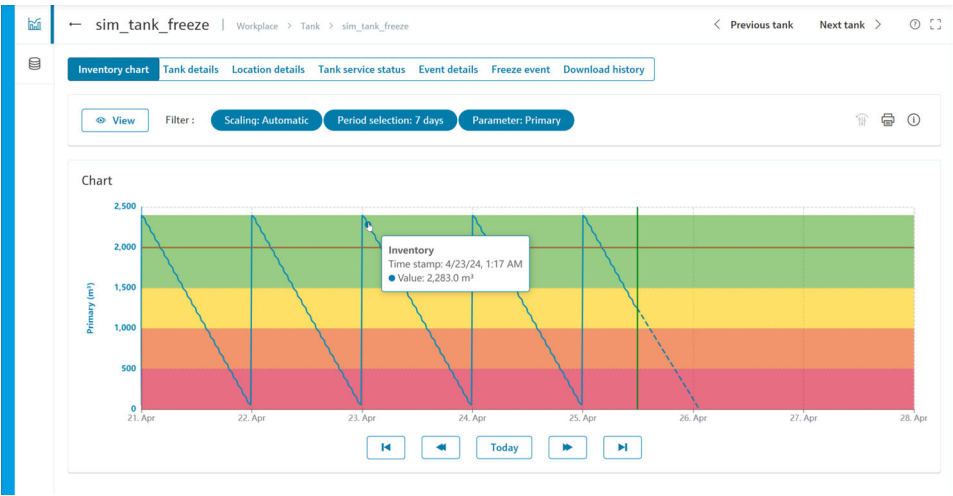 ← sim_tank_freeze | Workplace > Tank > sim_tank_freeze
< Previous tank Next tank >
Inventory chart Tank details Location details Tank service status Event details Freeze event Download history
View Filter : Scaling: Automatic Period selection: 7 days Parameter: Primary
Chart
Primary (m³)
2,500
2,000
1,500
1,000
500
0
Inventory
Time stamp: 4/23/24, 1:17 AM
Value: 2,283.0 m³
21. Apr 22. Apr 23. Apr 24. Apr 25. Apr 26. Apr 27. Apr 28. Apr
Today